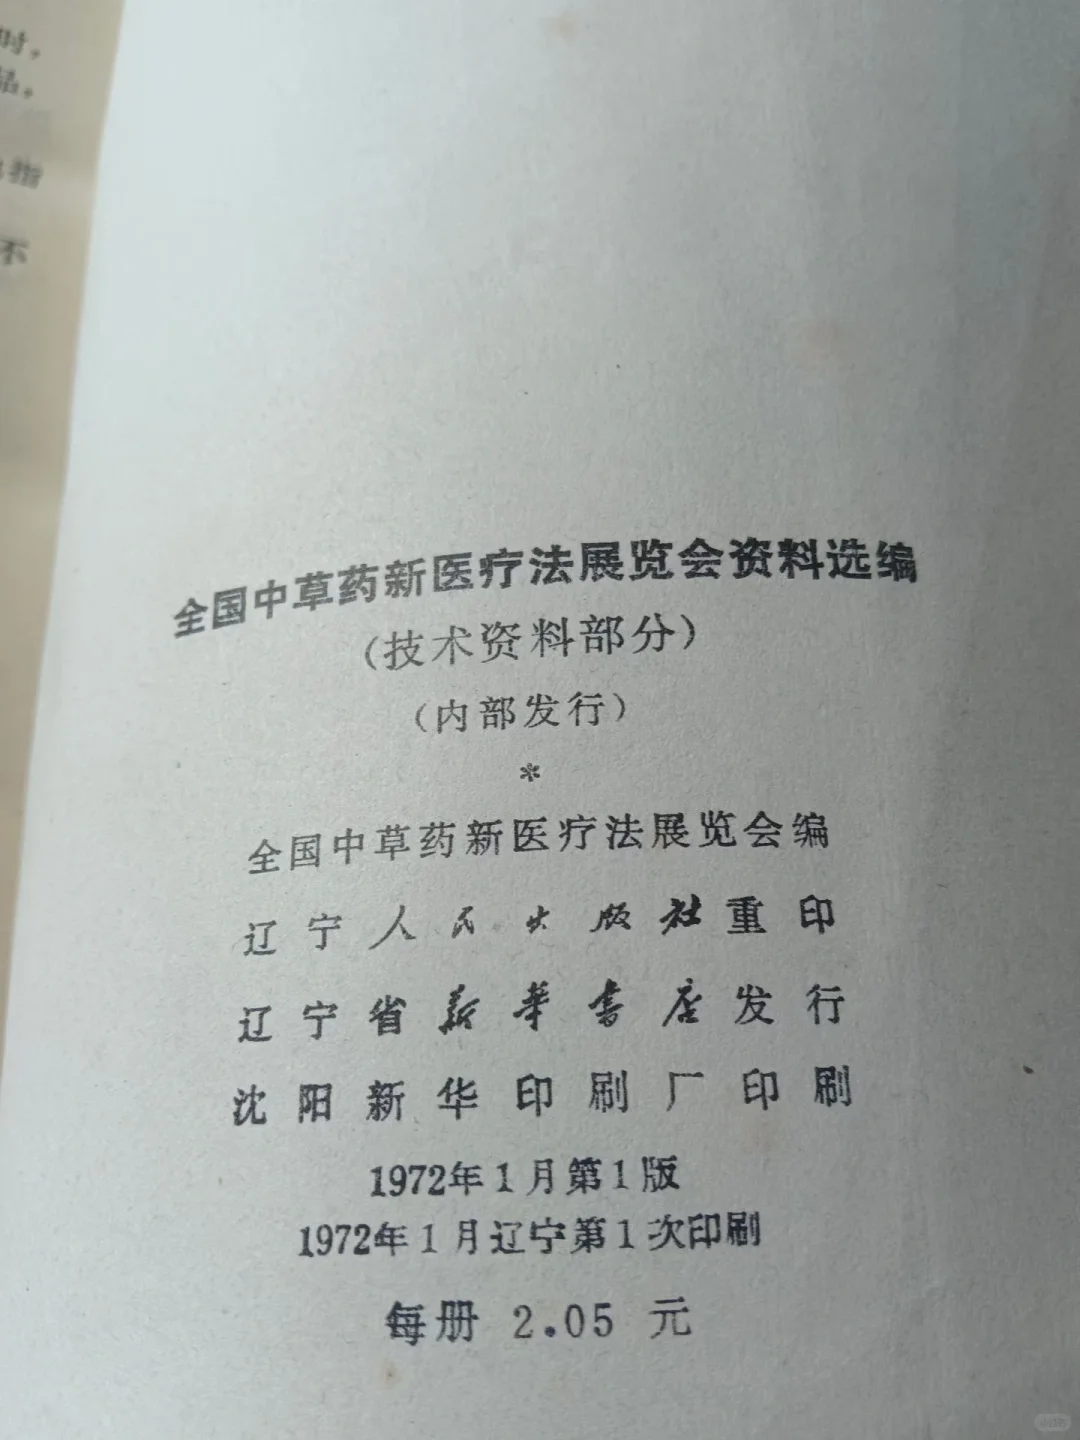 时，
品。
指
不
全国中草药新医疗法展览会资料选编
（技术资料部分）
（内部发行）
*
全国中草药新医疗法展览会编
辽宁人民出版社重印
辽宁省新华书店发行
沈阳新华印刷厂印刷
1972年1月第1版
1972年1月辽宁第1次印刷
每册 2.05 元